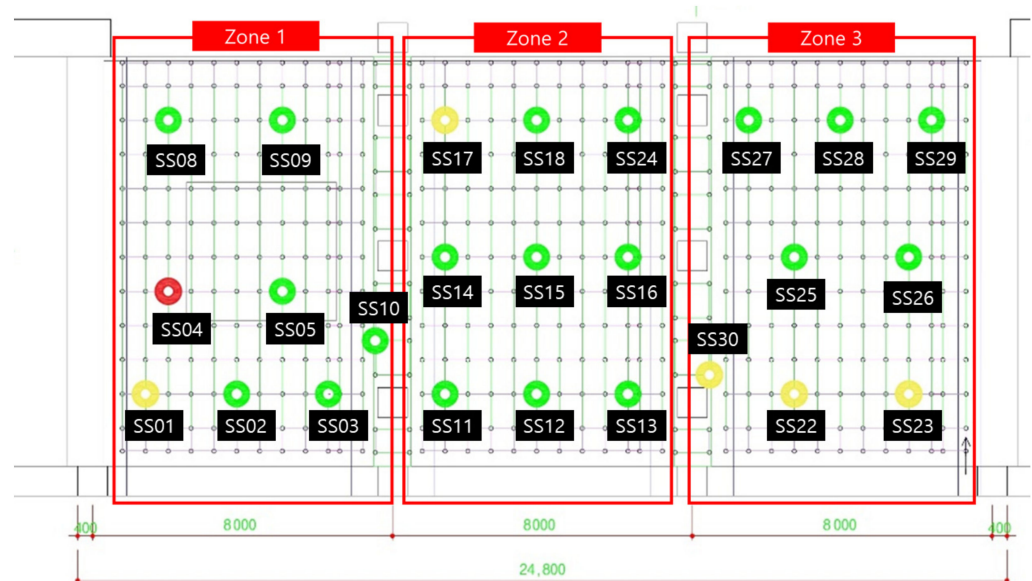 Zone 1
Zone 2
Zone 3
SS08
SS09
SS17
SS18
SS24
SS27
SS28
SS29
SS04
SS05
SS10
SS14
SS15
SS16
SS25
SS26
SS30
SS01
SS02
SS03
SS11
SS12
SS13
SS22
SS23
400
8000
8000
8000
400
24,800